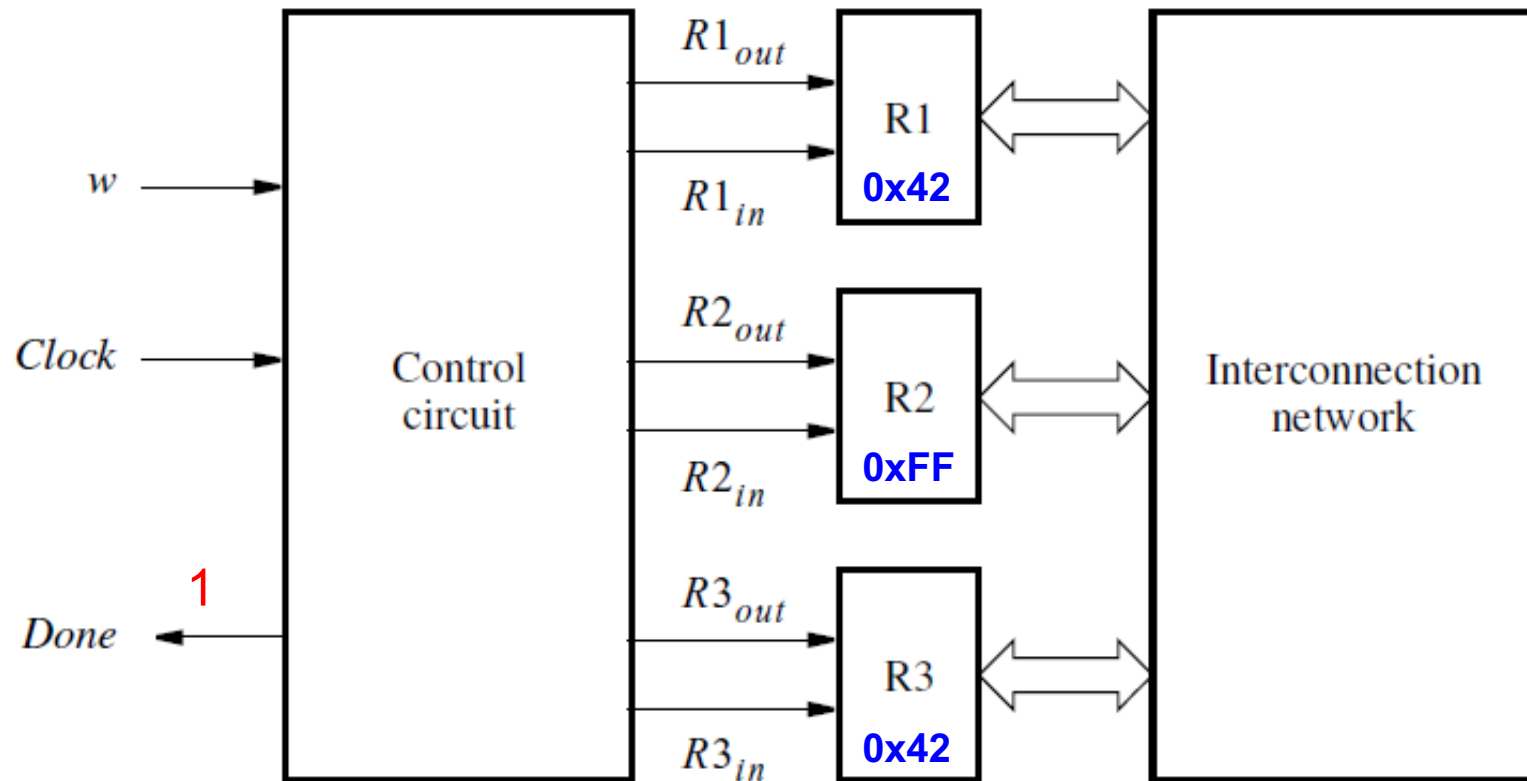 w
Clock
1
Done
Control
circuit
R1out
R1in
R2out
R2in
R3out
R3in
R1
0x42
R2
0xFF
R3
0x42
Interconnection
network